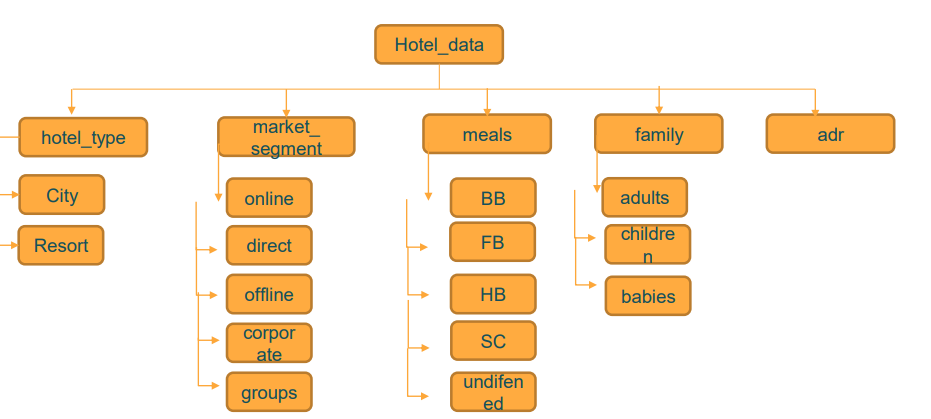 Hotel_data
hotel_type
market_
segment
meals
family
adr
City
online
BB
adults
Resort
direct
FB
childre
n
offline
HB
babies
corpor
ate
SC
groups
undifen
ed